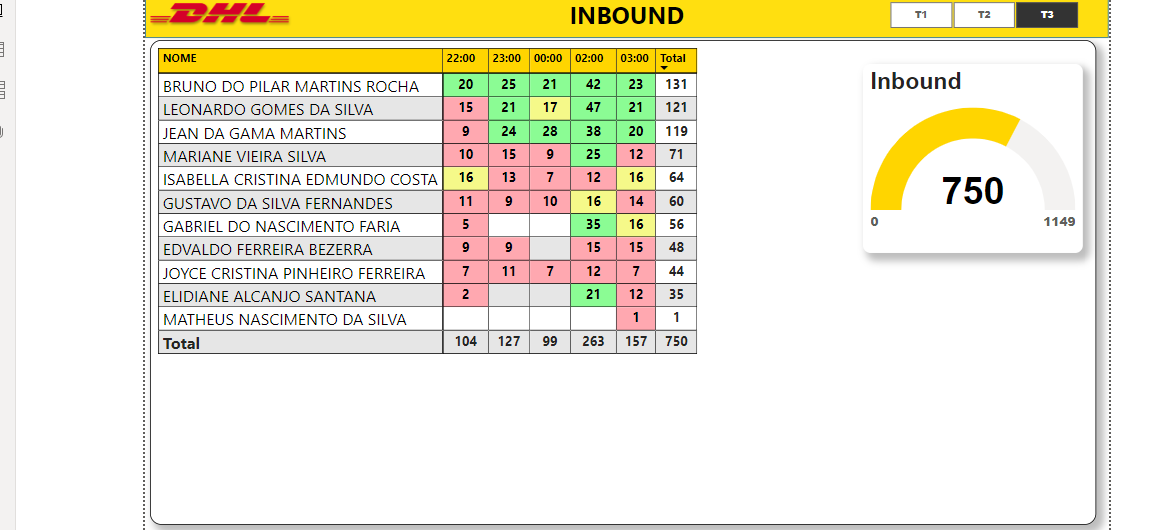 DHL INBOUND T1 T2 T3
NOME 22:00 23:00 00:00 02:00 03:00 Total
BRUNO DO PILAR MARTINS ROCHA 20 25 21 42 23 131
LEONARDO GOMES DA SILVA 15 21 17 47 21 121
JEAN DA GAMA MARTINS 9 24 28 38 20 119
MARIANE VIEIRA SILVA 10 15 9 25 12 71
ISABELLA CRISTINA EDMUNDO COSTA 16 13 7 12 16 64
GUSTAVO DA SILVA FERNANDES 11 9 10 16 14 60
GABRIEL DO NASCIMENTO FARIA 5 35 16 56
EDVALDO FERREIRA BEZERRA 9 9 15 15 48
JOYCE CRISTINA PINHEIRO FERREIRA 7 11 7 12 7 44
ELIDIANE ALCANJO SANTANA 2 21 12 35
MATHEUS NASCIMENTO DA SILVA 1 1
Total 104 127 99 263 157 750
Inbound
750
0 1149